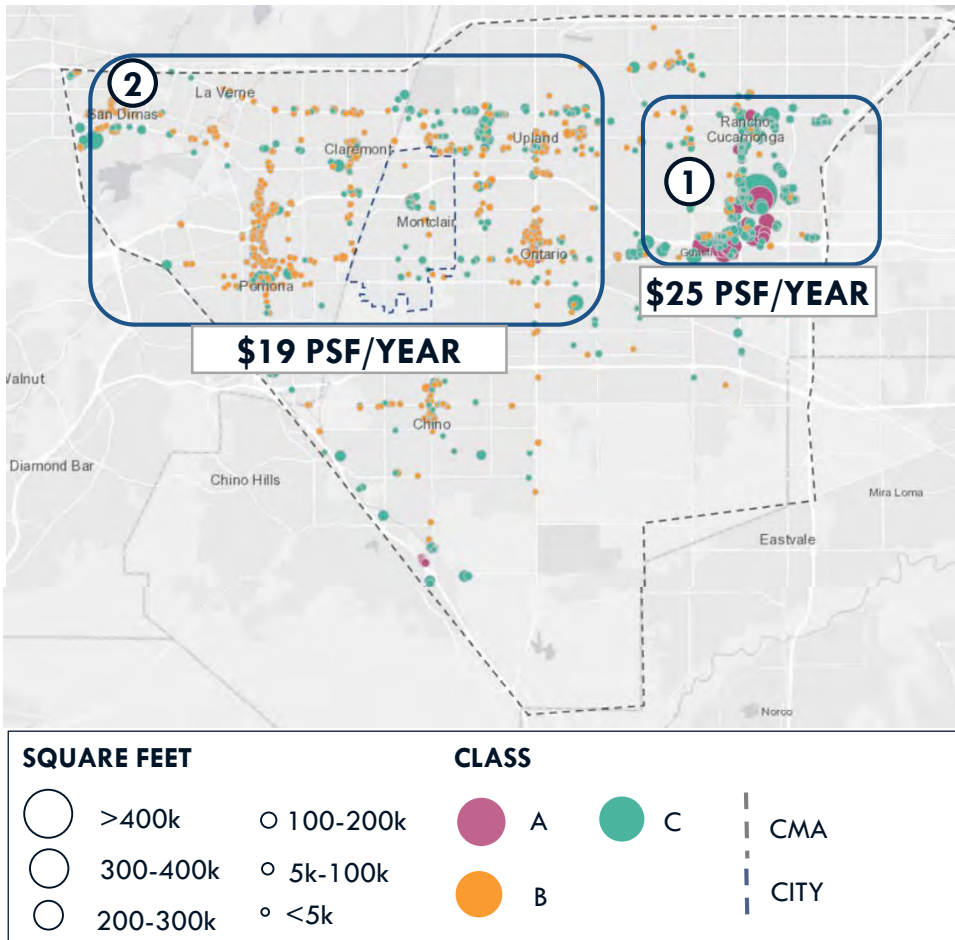 2
La Verne
San Dimas
Claremont
Upland
Rancho
Cucamonga
1
Montclair
Ontario
Pomona
$25 PSF/YEAR
$19 PSF/YEAR
Walnut
Chino
Diamond Bar
Chino Hills
Mira Loma
Eastvale
Norco
SQUARE FEET
>400k
300-400k
200-300k
100-200k
5k-100k
<5k
CLASS
A
B
C
CMA
CITY